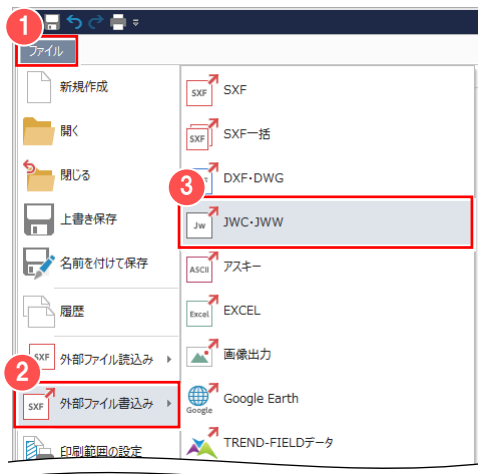 1
ファイル
新規作成
開く
閉じる
上書き保存
名前を付けて保存
履歴
SXF
外部ファイル読込み
2
SXF
外部ファイル書込み
印刷範囲の設定
SXF
SXF
SXF
SXF一括
3
DXF・DWG
Jw
JWC・JWW
ASCII
アスキー
Excel
EXCEL
画像出力
Google
Google Earth
TREND-FIELDデータ